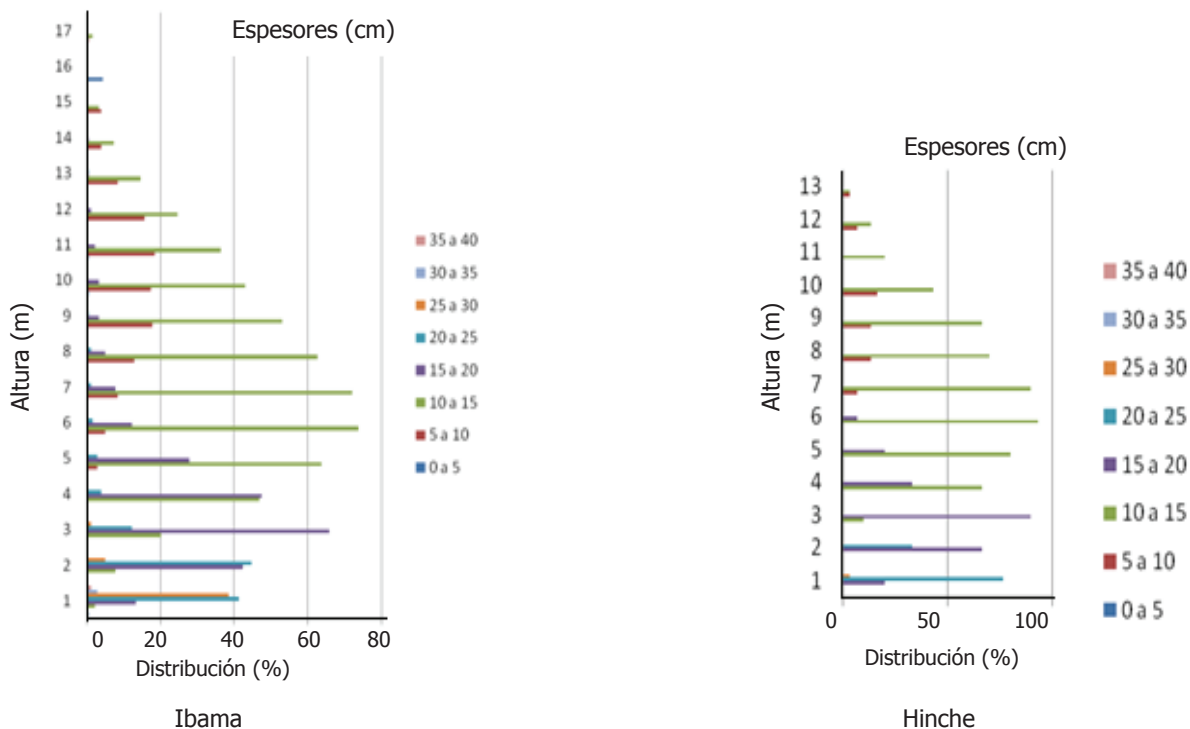 Espesores (cm)
17
16
15
14
13
12
11
10
9
8
7
6
5
4
3
2
1
Altura (m)
0 20 40 60 80
Distribución (%)
35 a 40
30 a 35
25 a 30
20 a 25
15 a 20
10 a 15
5 a 10
0 a 5
Ibama
Espesores (cm)
13
12
11
10
9
8
7
6
5
4
3
2
1
Altura (m)
0 50 100
Distribución (%)
35 a 40
30 a 35
25 a 30
20 a 25
15 a 20
10 a 15
5 a 10
0 a 5
Hinche